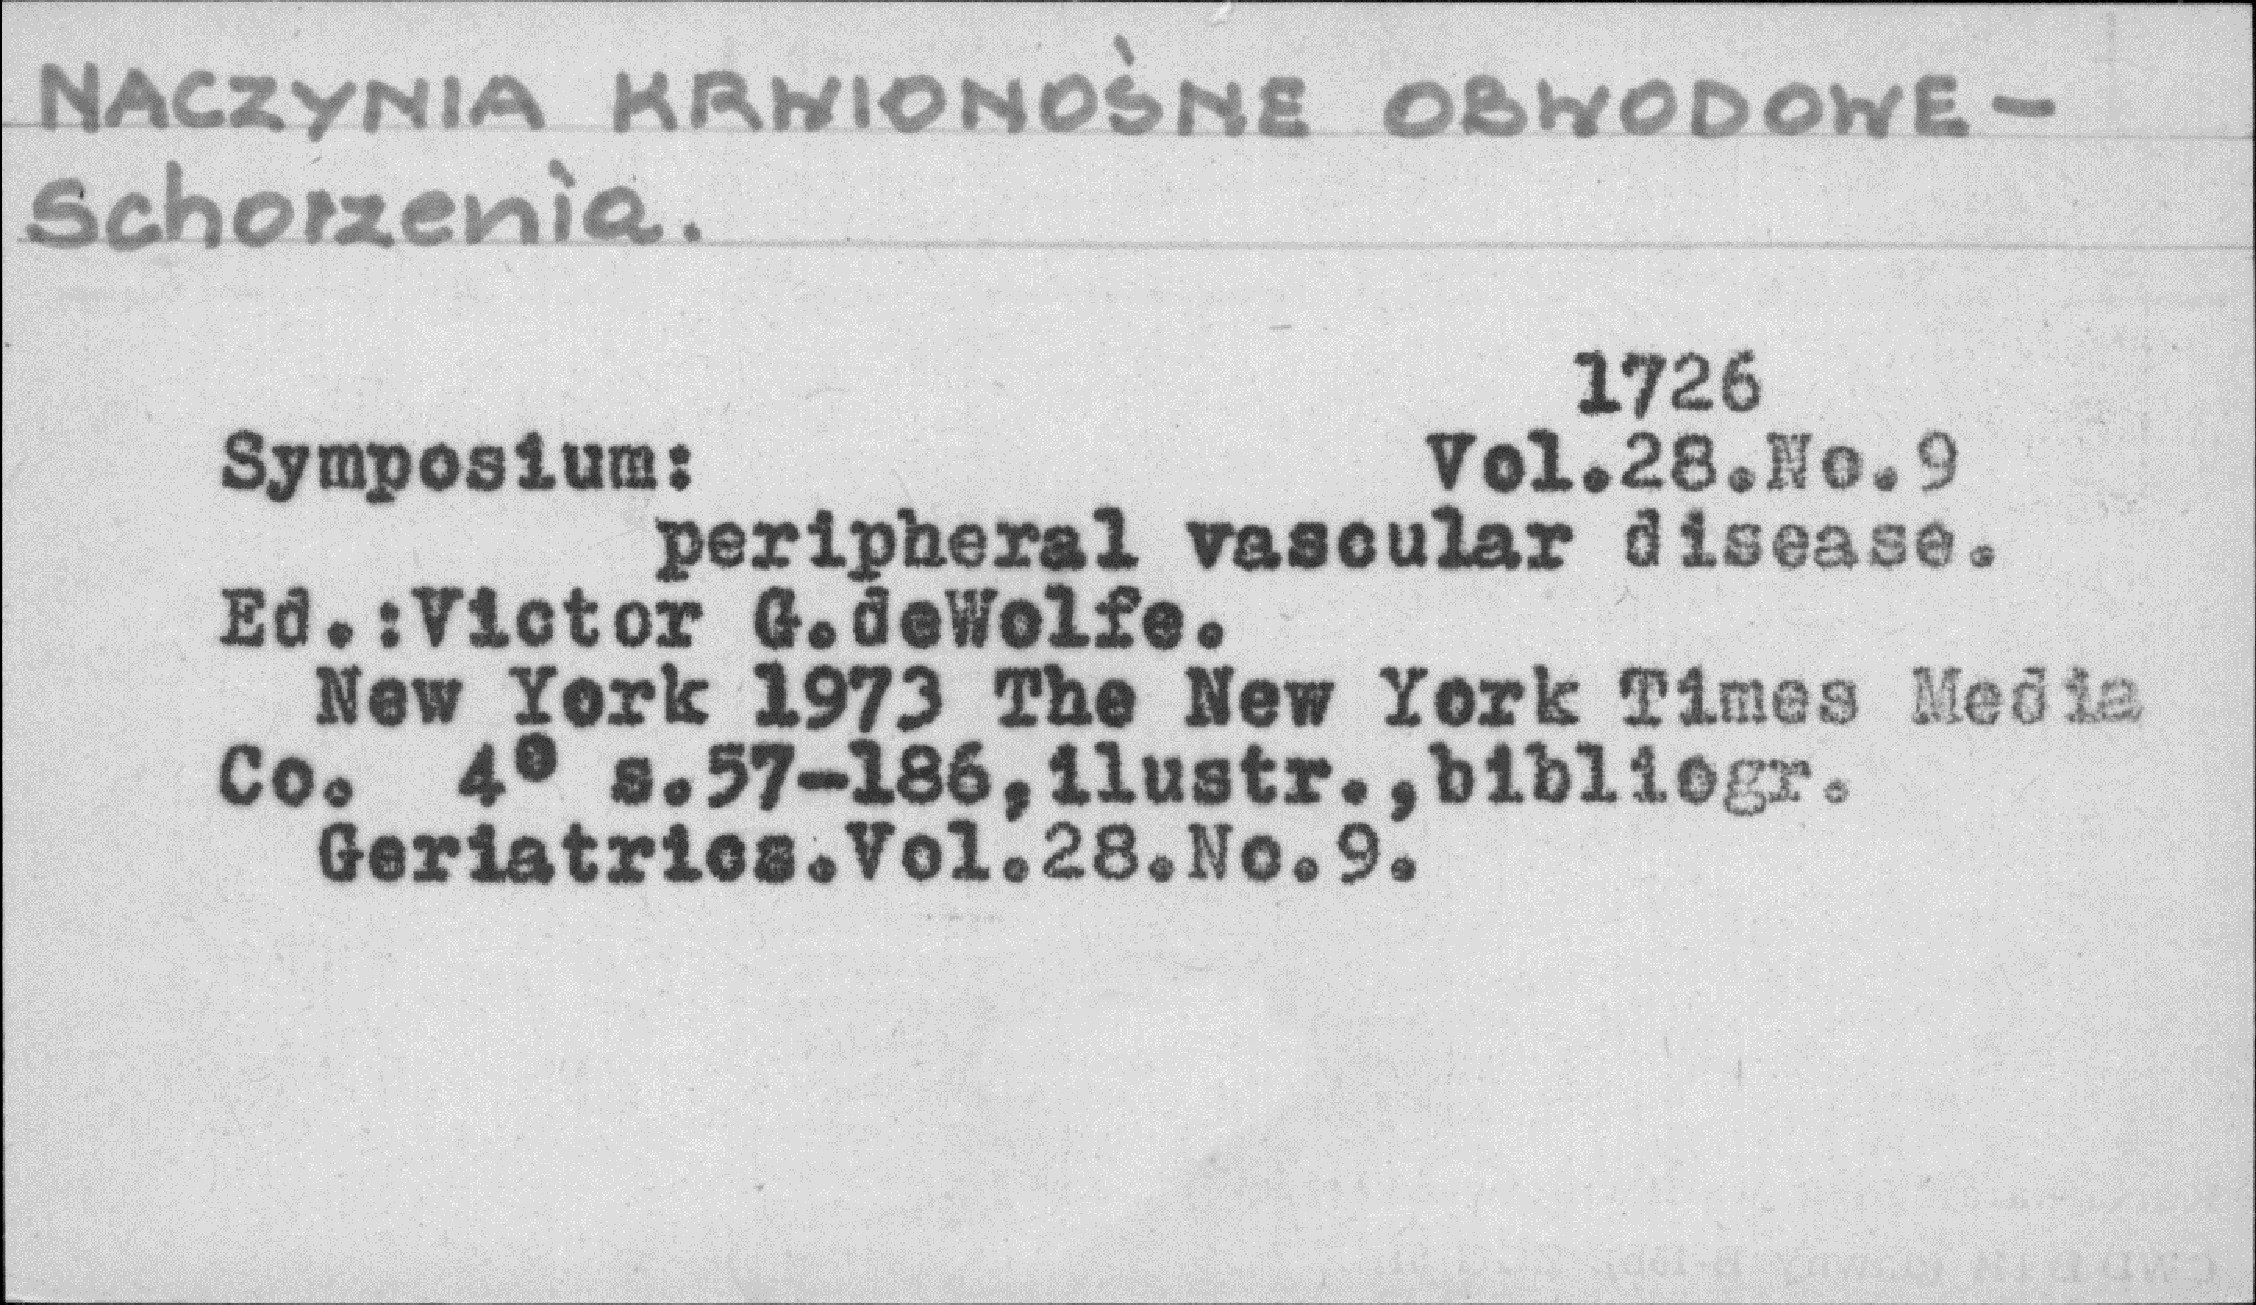 NACZYNIA KRWIONOŚNE OBWODOWE –
Schorzenia.
1726
Symposium: Vol.28.No.9
peripheral vascular disease.
Ed.:Victor G.deWolfe.
New York 1973 The New York Times Media
Co. 4° s.57-186,ilustr.,bibliogr.
Geriatrics.Vol.28.No.9.